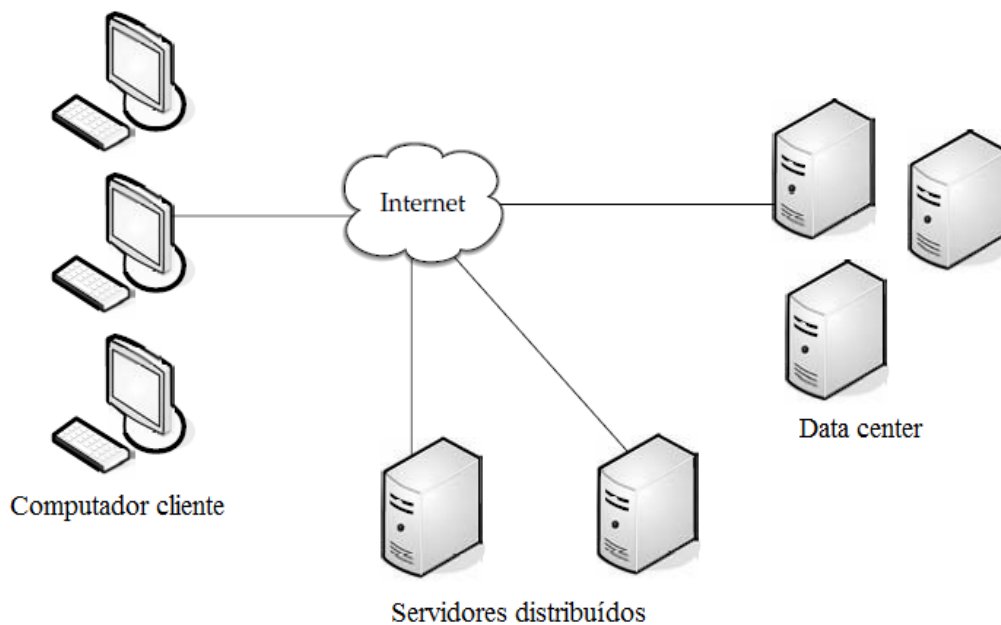 Internet
Data center
Computador cliente
Servidores distribuídos